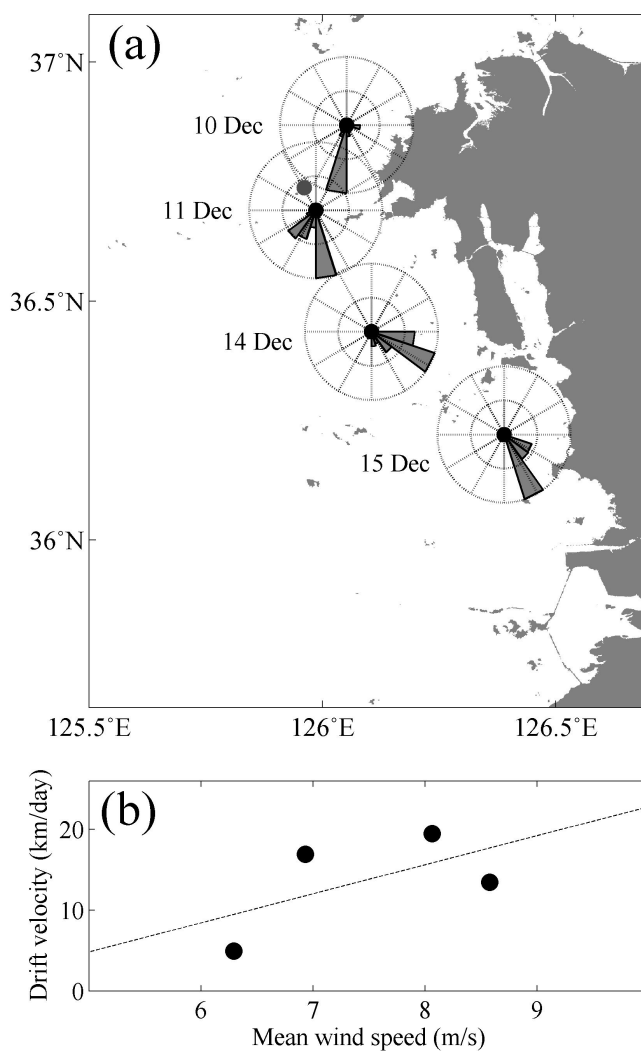 (a)
37°N
10 Dec
11 Dec
36.5°N
14 Dec
15 Dec
36°N
125.5°E 126°E 126.5°E
(b)
Drift velocity (km/day)
20
10
0
6 7 8 9
Mean wind speed (m/s)